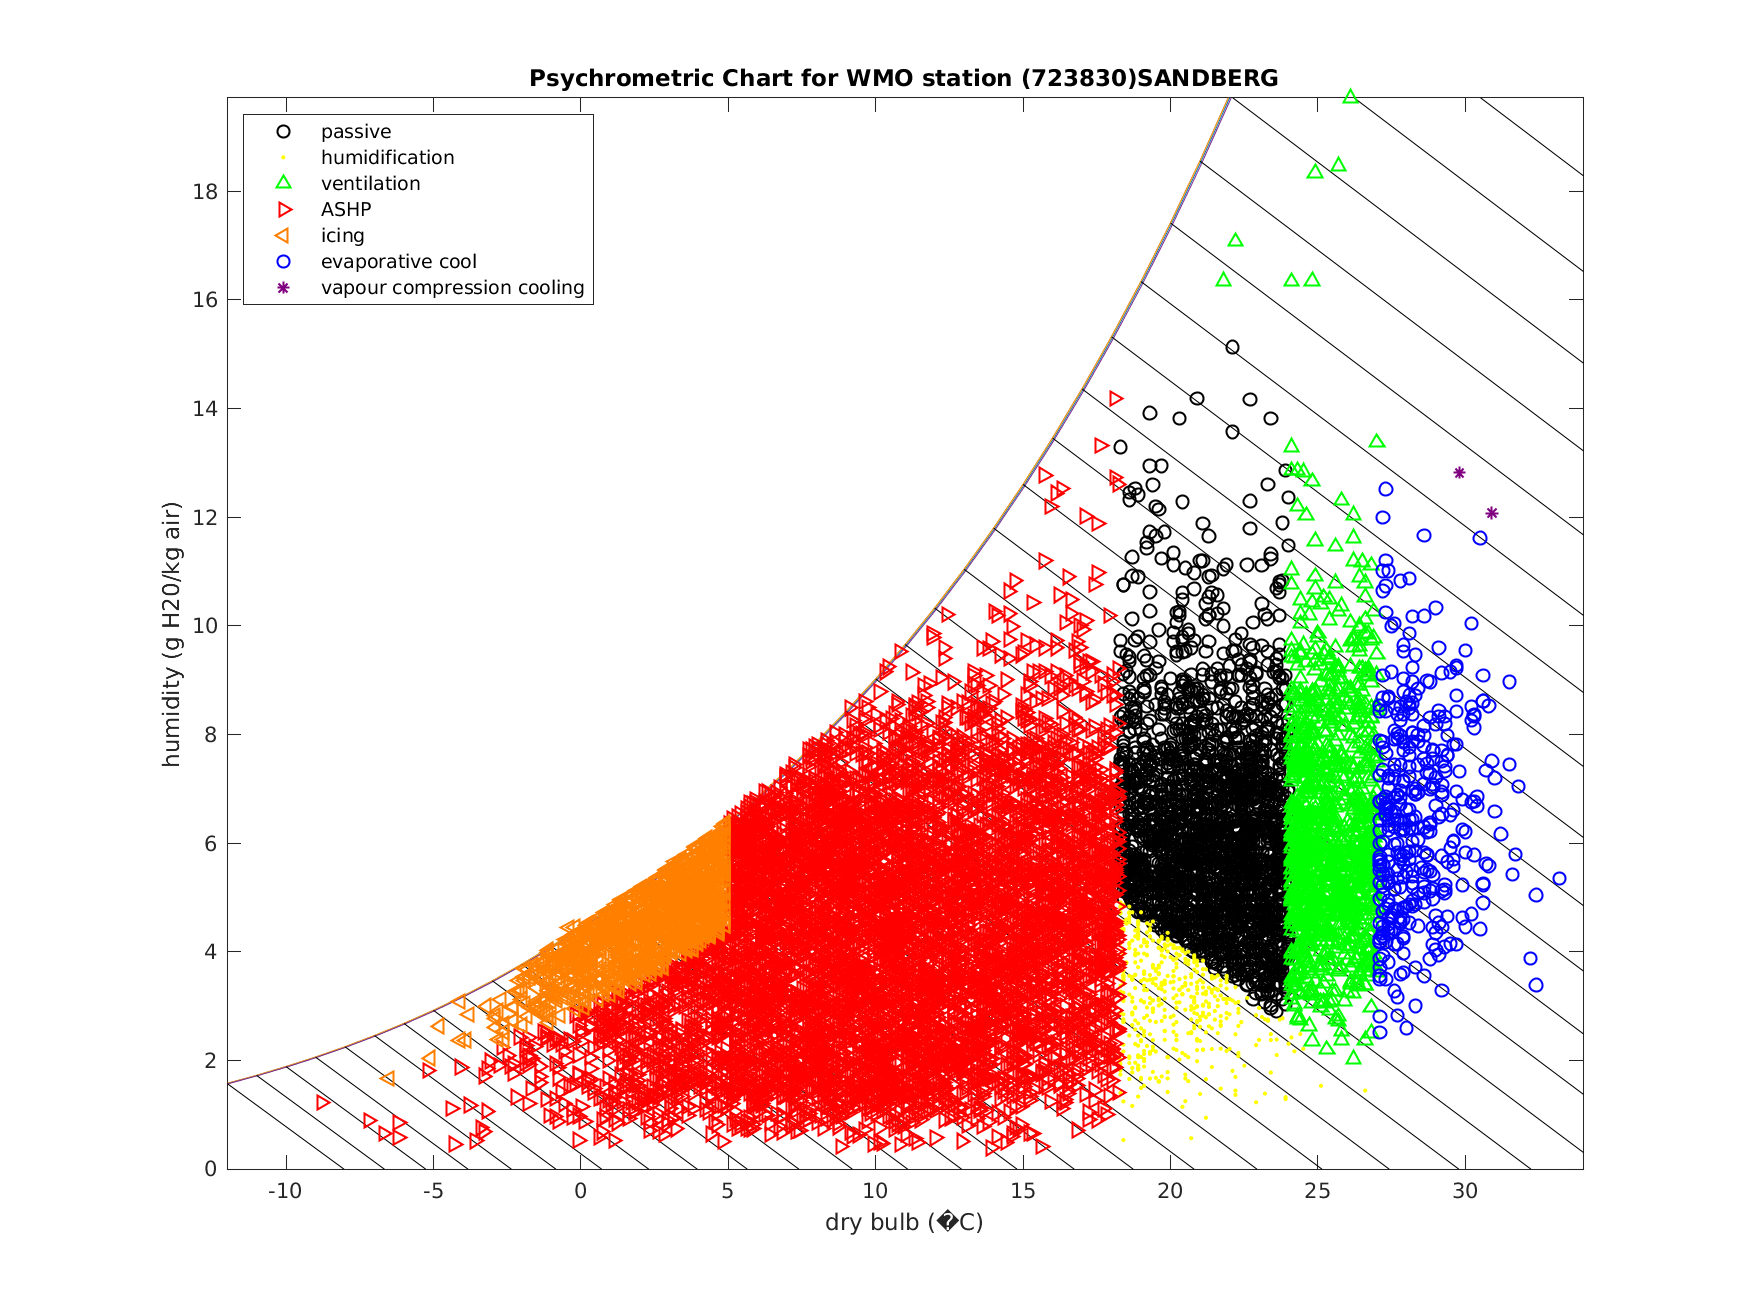 Psychrometric Chart for WMO station (723830)SANDBERG
passive
humidification
ventilation
ASHP
icing
evaporative cool
vapour compression cooling
humidity (g H20/kg air)
18
16
14
12
10
8
6
4
2
0
-10 -5 0 5 10 15 20 25 30
dry bulb (�C)